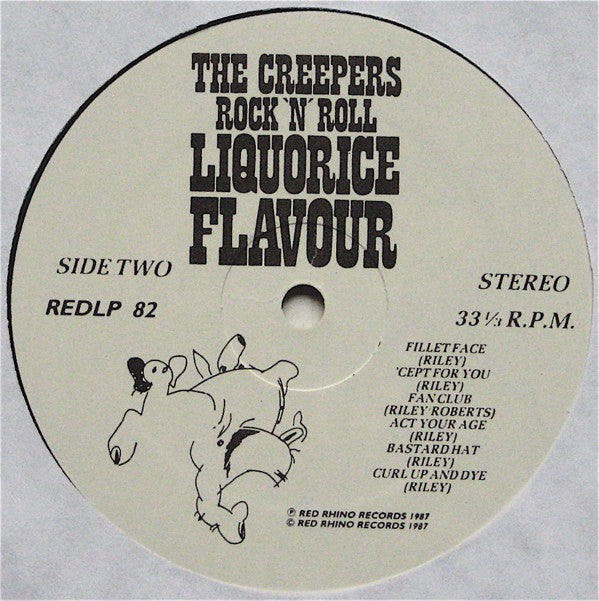 THE CREEPERS
ROCK 'N' ROLL
LIQUORICE
FLAVOUR
SIDE TWO
REDLP 82
STEREO
33 1/3 R.P.M.
FILLET FACE
(RILEY)
'CEPT FOR YOU
(RILEY)
FAN CLUB
(RILEY/ROBERTS)
ACT YOUR AGE
(RILEY)
BASTARD HAT
(RILEY)
CURL UP AND DYE
(RILEY)
Ⓟ RED RHINO RECORDS 1987
© RED RHINO RECORDS 1987